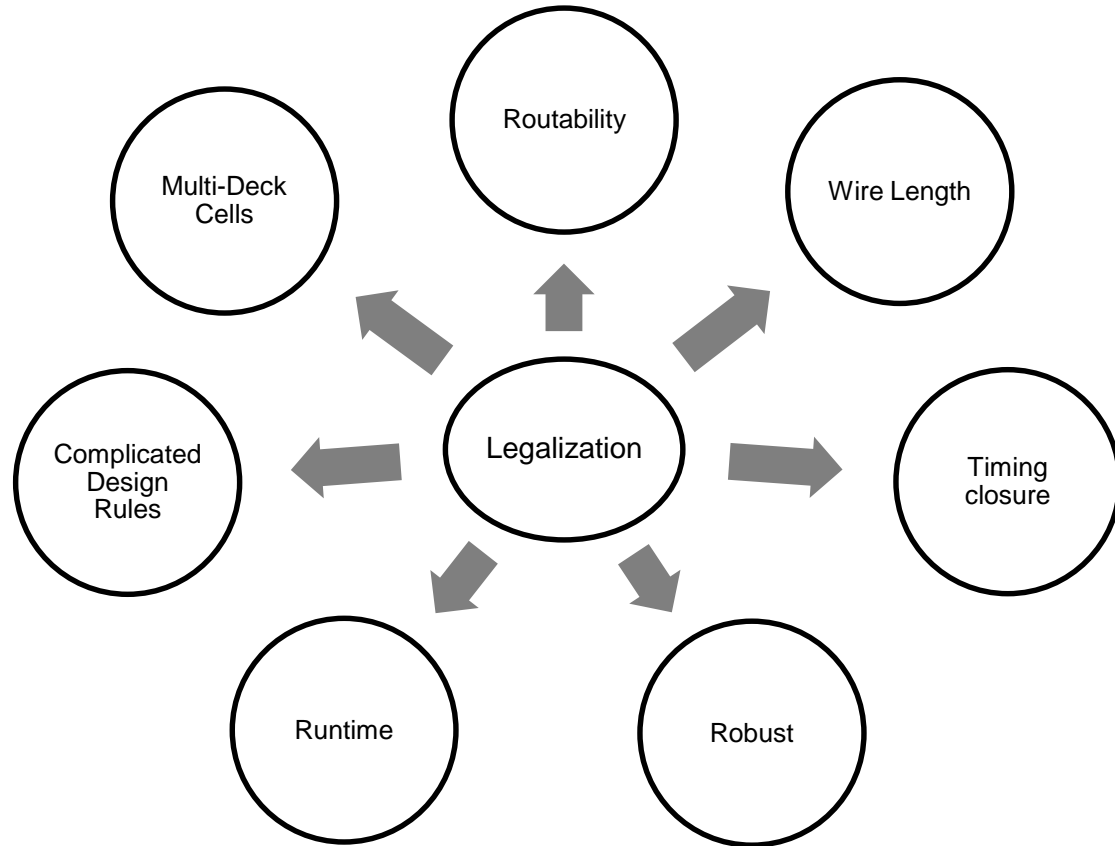 Routability
Multi-Deck
Cells
Wire Length
Legalization
Complicated
Design
Rules
Timing
closure
Runtime
Robust